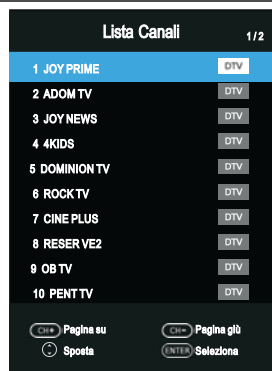 Lista Canali 1/2
1 JOY PRIME DTV
2 ADOM TV DTV
3 JOY NEWS DTV
4 4KIDS DTV
5 DOMINION TV DTV
6 ROCK TV DTV
7 CINE PLUS DTV
8 RESER VE2 DTV
9 OB TV DTV
10 PENT TV DTV
CH+ Pagina su CH- Pagina giù
Sposta ENTER Seleziona